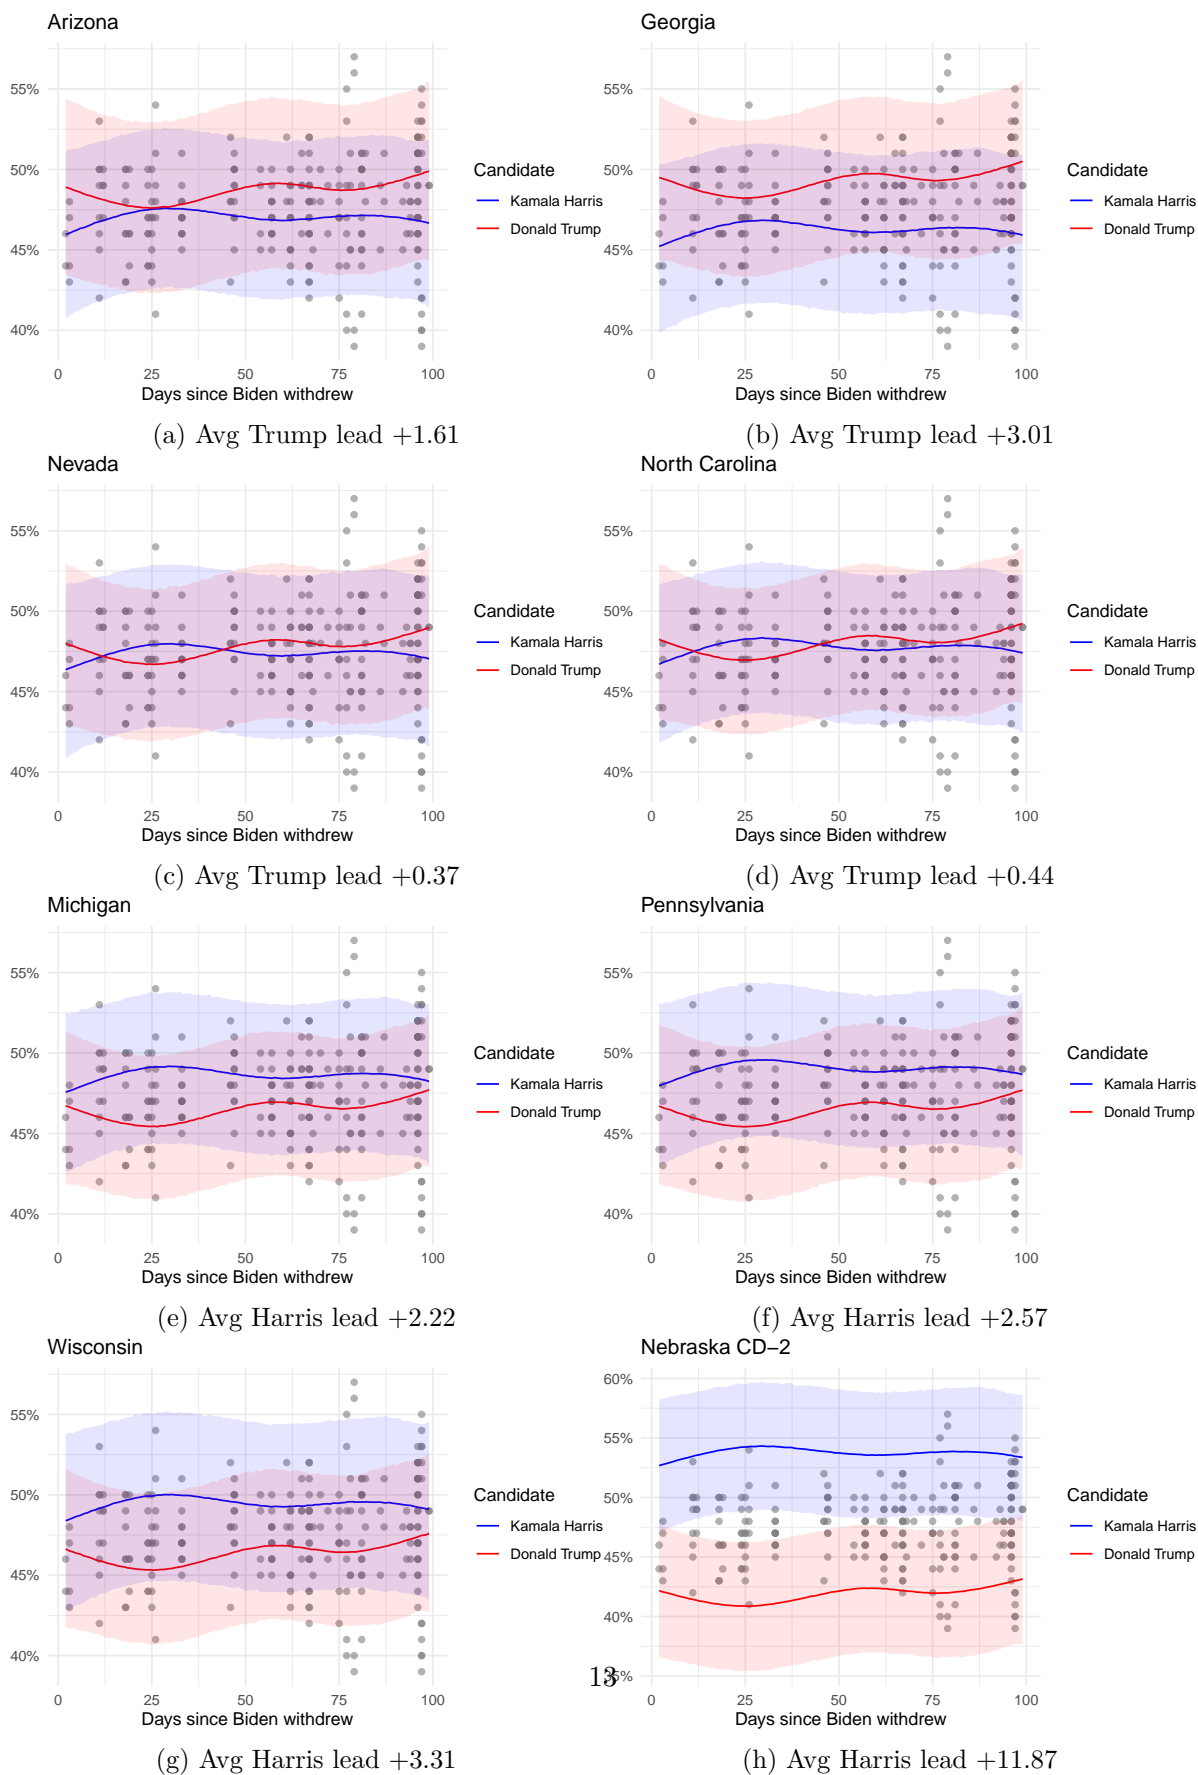 Arizona
55%
50%
45%
40%
0 25 50 75 100
Days since Biden withdrew
Candidate
Kamala Harris
Donald Trump
(a) Avg Trump lead +1.61
Georgia
55%
50%
45%
40%
0 25 50 75 100
Days since Biden withdrew
Candidate
Kamala Harris
Donald Trump
(b) Avg Trump lead +3.01
Nevada
55%
50%
45%
40%
0 25 50 75 100
Days since Biden withdrew
Candidate
Kamala Harris
Donald Trump
(c) Avg Trump lead +0.37
North Carolina
55%
50%
45%
40%
0 25 50 75 100
Days since Biden withdrew
Candidate
Kamala Harris
Donald Trump
(d) Avg Trump lead +0.44
Michigan
55%
50%
45%
40%
0 25 50 75 100
Days since Biden withdrew
Candidate
Kamala Harris
Donald Trump
(e) Avg Harris lead +2.22
Pennsylvania
55%
50%
45%
40%
0 25 50 75 100
Days since Biden withdrew
Candidate
Kamala Harris
Donald Trump
(f) Avg Harris lead +2.57
Wisconsin
55%
50%
45%
40%
0 25 50 75 100
Days since Biden withdrew
Candidate
Kamala Harris
Donald Trump
(g) Avg Harris lead +3.31
Nebraska CD−2
60%
55%
50%
45%
40%
35%
0 25 50 75 100
Days since Biden withdrew
Candidate
Kamala Harris
Donald Trump
(h) Avg Harris lead +11.87
13